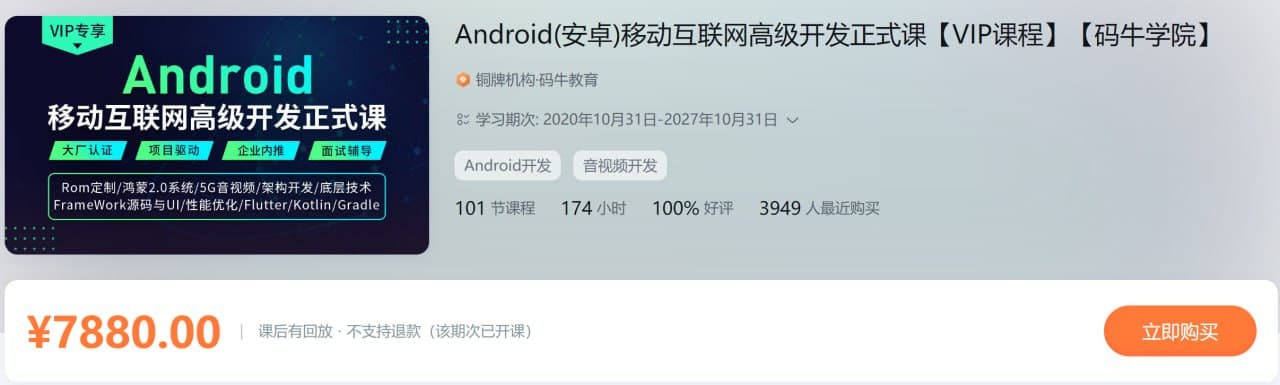 VIP专享
Android
移动互联网高级开发正式课
大厂认证 项目驱动 企业内推 面试辅导
Rom定制/鸿蒙2.0系统/5G音视频/架构开发/底层技术
FrameWork源码与UI/性能优化/Flutter/Kotlin/Gradle
Android(安卓)移动互联网高级开发正式课【VIP课程】【码牛学院】
铜牌机构·码牛教育
学习期次: 2020年10月31日-2027年10月31日
Android开发 音视频开发
101 节课程 174 小时 100% 好评 3949 人最近购买
¥7880.00 | 课后有回放 · 不支持退款（该期次已开课） 立即购买